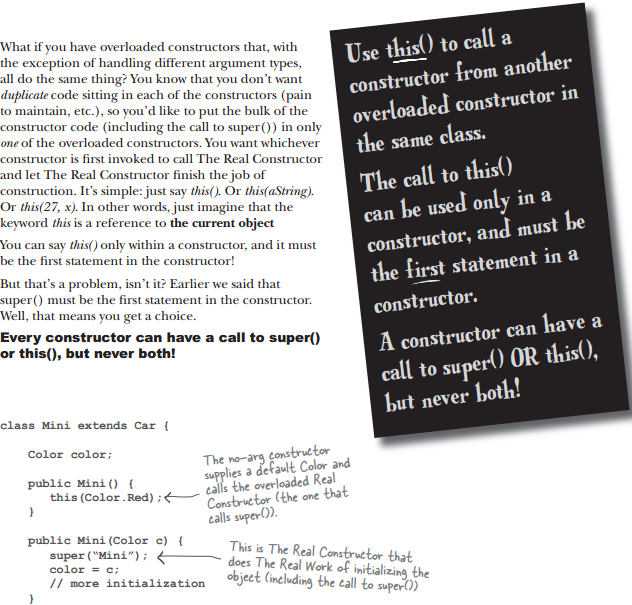 What if you have overloaded constructors that, with
the exception of handling different argument types,
all do the same thing? You know that you don't want
duplicate code sitting in each of the constructors (pain
to maintain, etc.), so you'd like to put the bulk of the
constructor code (including the call to super()) in only
one of the overloaded constructors. You want whichever
constructor is first invoked to call The Real Constructor
and let The Real Constructor finish the job of
construction. It's simple: just say this(). Or this(aString).
Or this(27, x). In other words, just imagine that the
keyword this is a reference to the current object
You can say this() only within a constructor, and it must
be the first statement in the constructor!
But that's a problem, isn't it? Earlier we said that
super() must be the first statement in the constructor.
Well, that means you get a choice.
Every constructor can have a call to super()
or this(), but never both!
Use this() to call a
constructor from another
overloaded constructor in
the same class.
The call to this()
can be used only in a
constructor, and must be
the first statement in a
constructor.
A constructor can have a
call to super() OR this(),
but never both!
class Mini extends Car {
Color color;
public Mini() {
this(Color.Red);
}
The no-arg constructor
supplies a default Color and
calls the overloaded Real
Constructor (the one that
calls super()).
public Mini(Color c) {
super("Mini");
color = c;
// more initialization
}
This is The Real Constructor that
does The Real Work of initializing the
object (including the call to super())